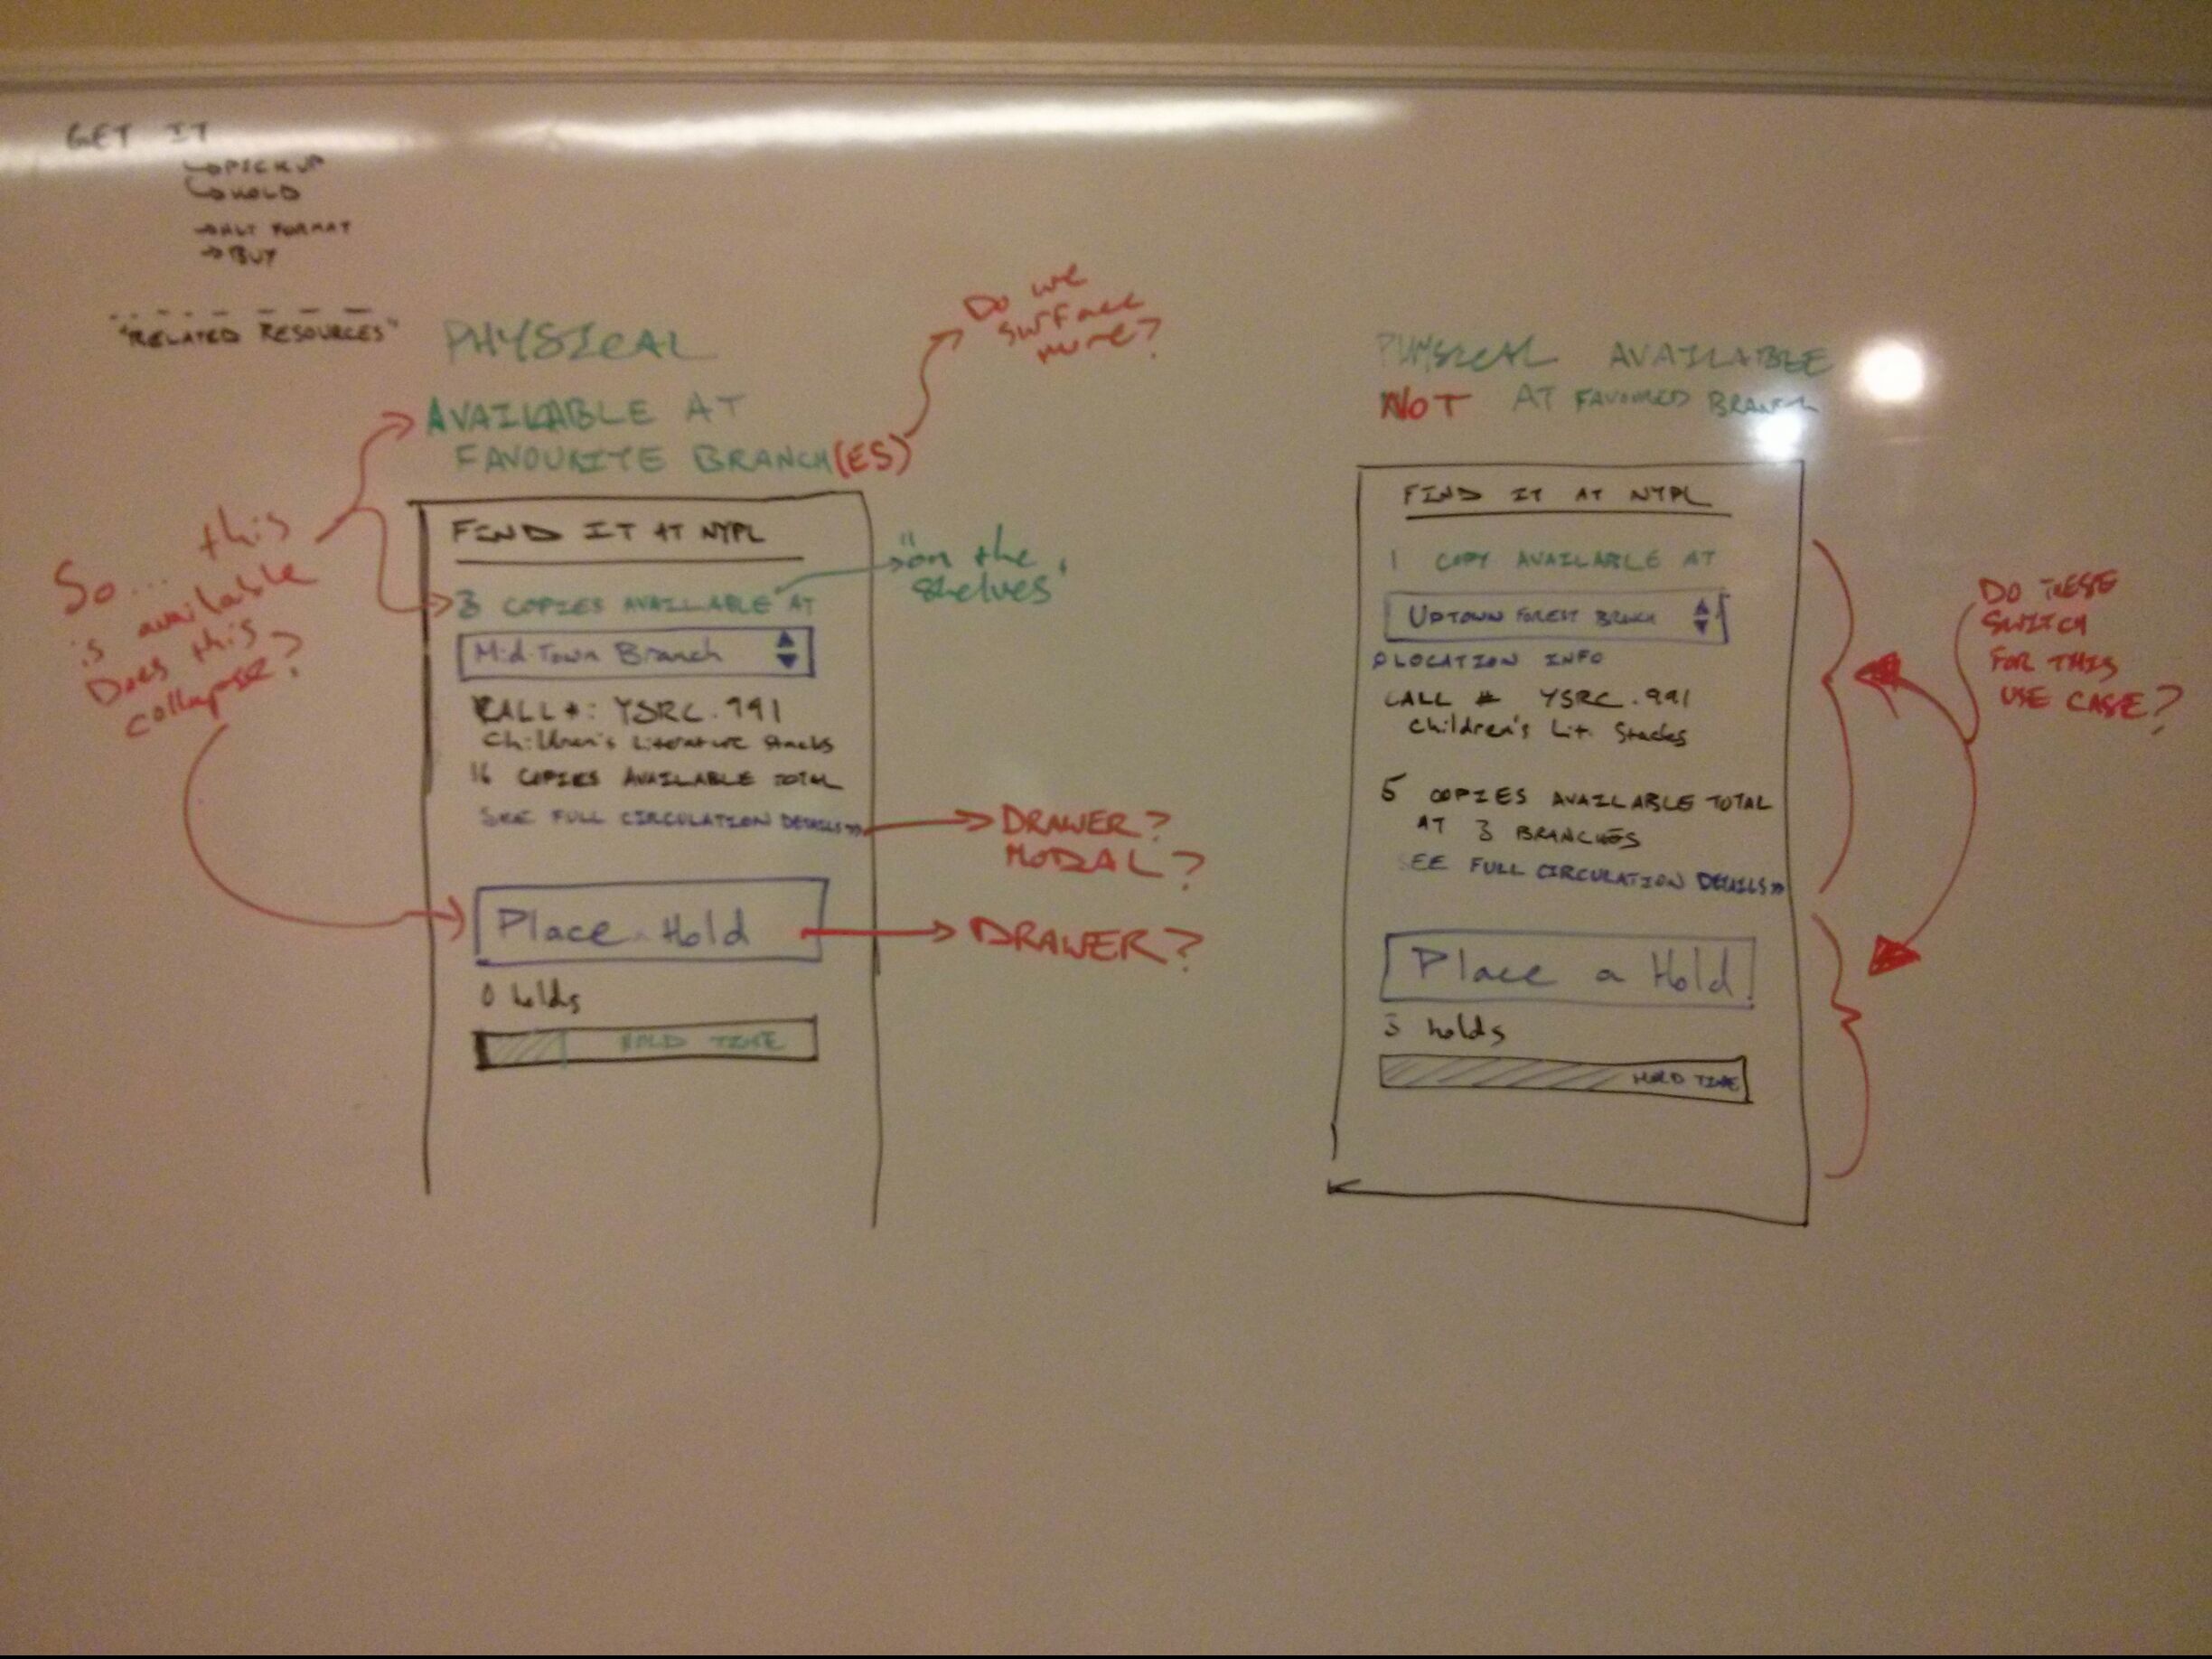 GET IT
PICKUP
HOLD
ALT FORMAT
BUY
"RELATED RESOURCES"
PHYSICAL
AVAILABLE AT
FAVOURITE BRANCH(ES)
Do we
surface
more?
So... this
is available
Does this
collapse?
FIND IT AT NYPL
3 COPIES AVAILABLE AT
"on the
shelves"
Mid-Town Branch
CALL #: YSRC.991
Children's Literature Stacks
16 COPIES AVAILABLE TOTAL
SEE FULL CIRCULATION DETAILS»
DRAWER?
MODAL?
Place a Hold
DRAWER?
0 holds
HOLD TIME
PHYSICAL AVAILABLE
NOT AT FAVOURED BRANCH
FIND IT AT NYPL
1 COPY AVAILABLE AT
UPTOWN FOREST BRANCH
LOCATION INFO
CALL # YSRC.991
Children's Lit. Stacks
5 COPIES AVAILABLE TOTAL
AT 3 BRANCHES
SEE FULL CIRCULATION DETAILS»
Place a Hold
3 holds
HOLD TIME
DO THESE
SWITCH
FOR THIS
USE CASE?